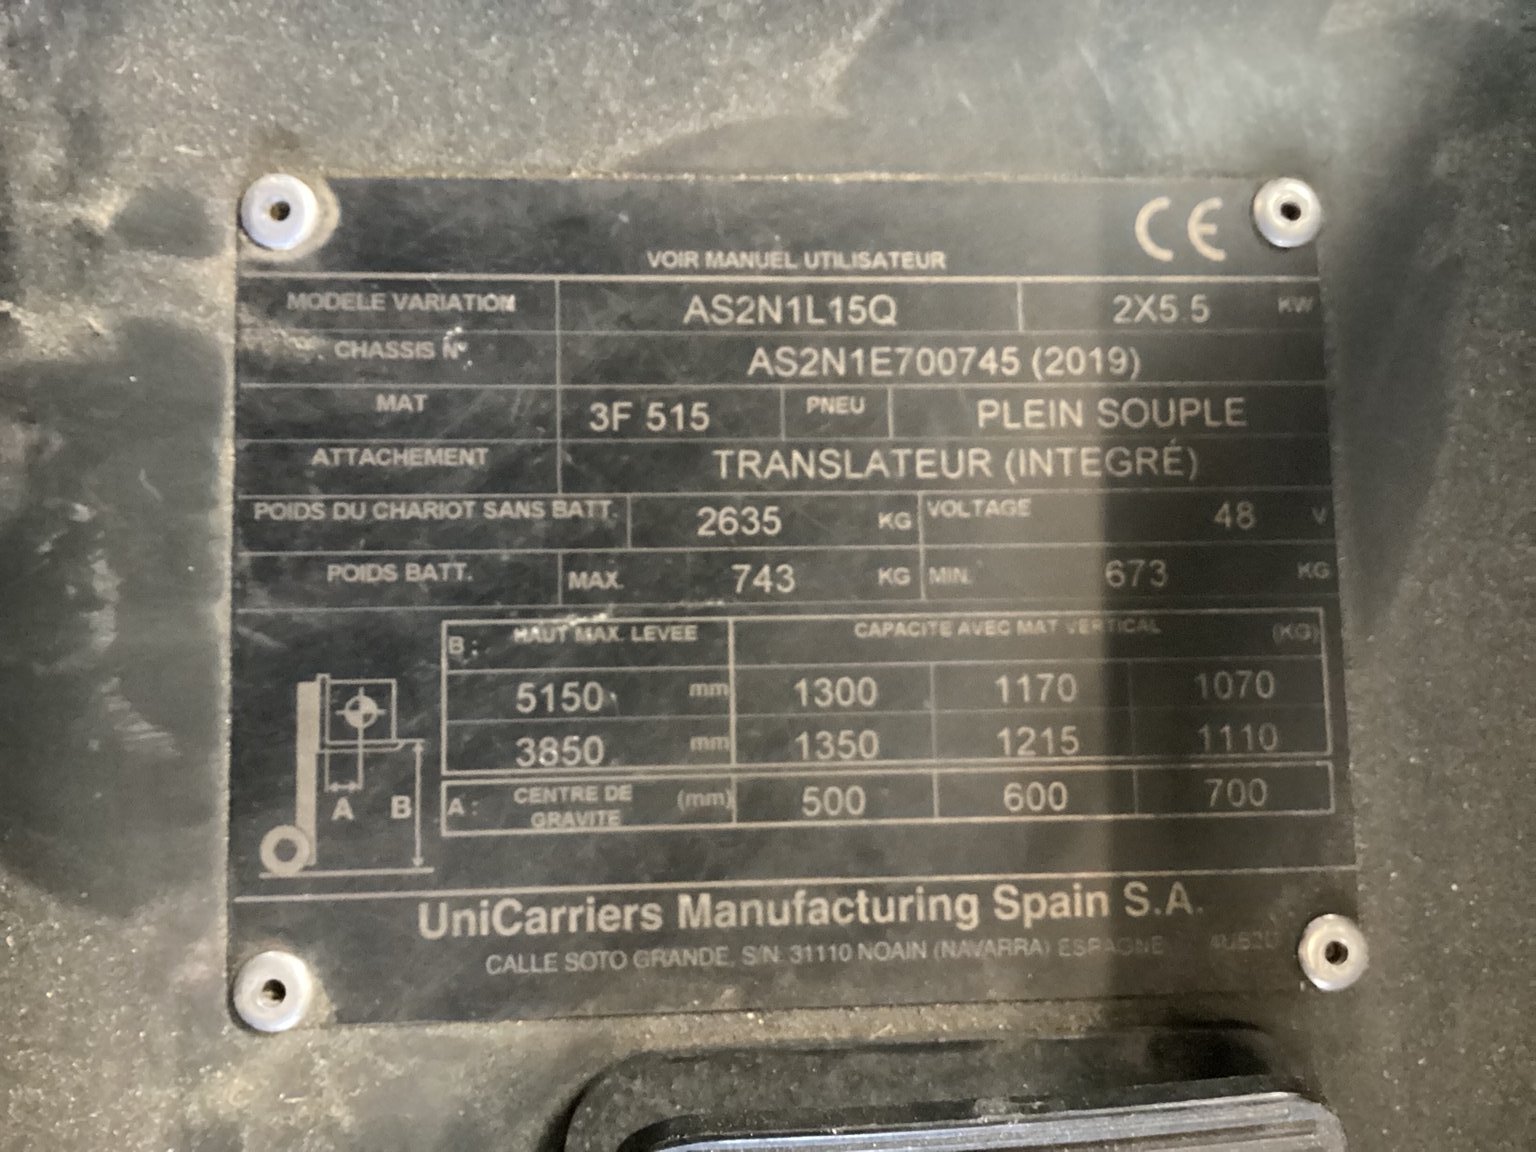 CE
VOIR MANUEL UTILISATEUR
MODELE VARIATION AS2N1L15Q 2X5.5 KW
CHASSIS N° AS2N1E700745 (2019)
MAT 3F 515 PNEU PLEIN SOUPLE
ATTACHEMENT TRANSLATEUR (INTEGRÉ)
POIDS DU CHARIOT SANS BATT. 2635 KG VOLTAGE 48 V
POIDS BATT. MAX. 743 KG MIN. 673 KG
B: HAUT MAX. LEVEE CAPACITE AVEC MAT VERTICAL (KG)
5150 mm 1300 1170 1070
3850 mm 1350 1215 1110
A: CENTRE DE GRAVITE (mm) 500 600 700
A B
UniCarriers Manufacturing Spain S.A.
CALLE SOTO GRANDE, S/N. 31110 NOAIN (NAVARRA) ESPAGNE